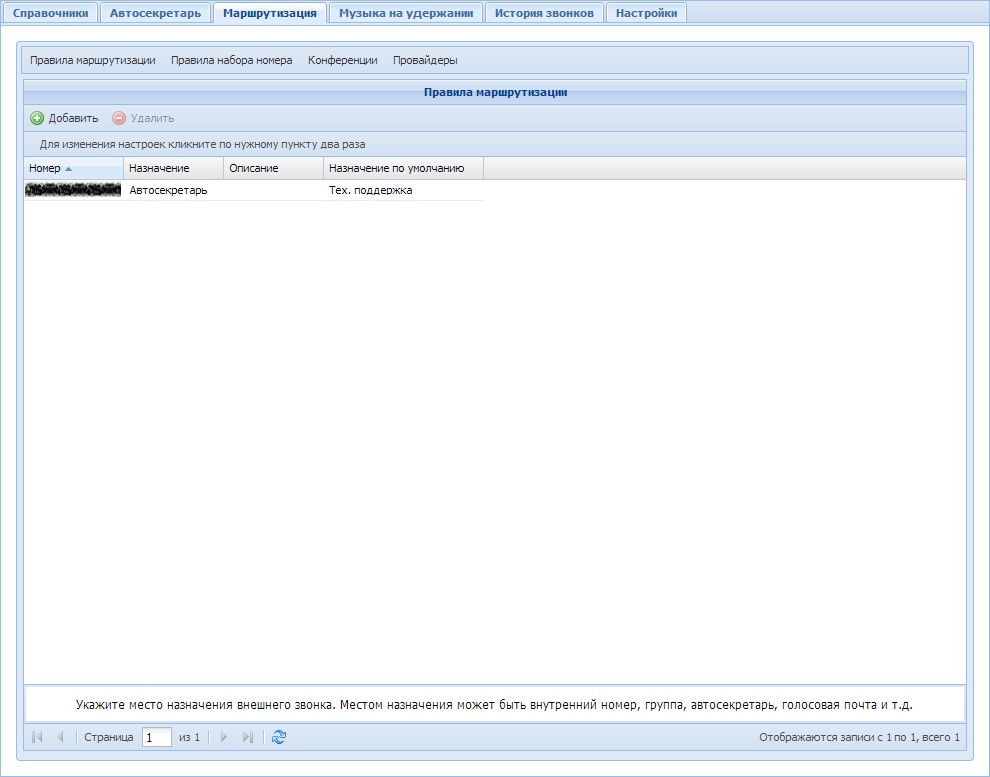 Справочники Автосекретарь Маршрутизация Музыка на удержании История звонков Настройки
Правила маршрутизации Правила набора номера Конференции Провайдеры
Правила маршрутизации
Добавить Удалить
Для изменения настроек кликните по нужному пункту два раза
Номер Назначение Описание Назначение по умолчанию
Автосекретарь Тех. поддержка
Укажите место назначения внешнего звонка. Местом назначения может быть внутренний номер, группа, автосекретарь, голосовая почта и т.д.
Страница 1 из 1 Отображаются записи с 1 по 1, всего 1